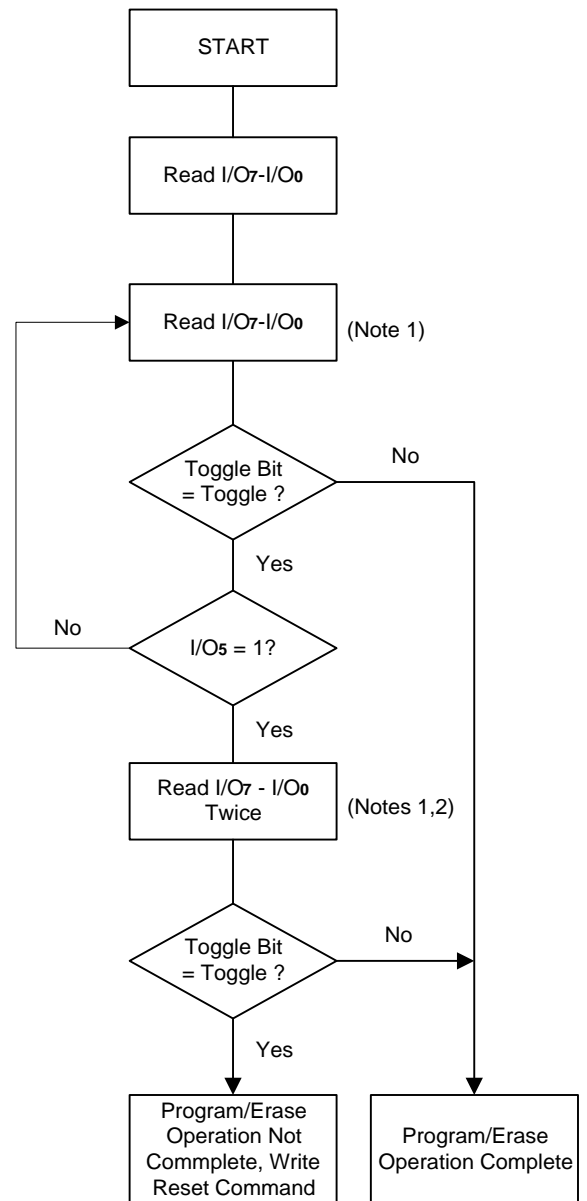 START
Read I/O7-I/O0
Read I/O7-I/O0
(Note 1)
Toggle Bit
= Toggle ?
No
Yes
No
I/O5 = 1?
Yes
Read I/O7 - I/O0
Twice
(Notes 1,2)
Toggle Bit
= Toggle ?
No
Yes
Program/Erase
Operation Not
Commplete, Write
Reset Command
Program/Erase
Operation Complete